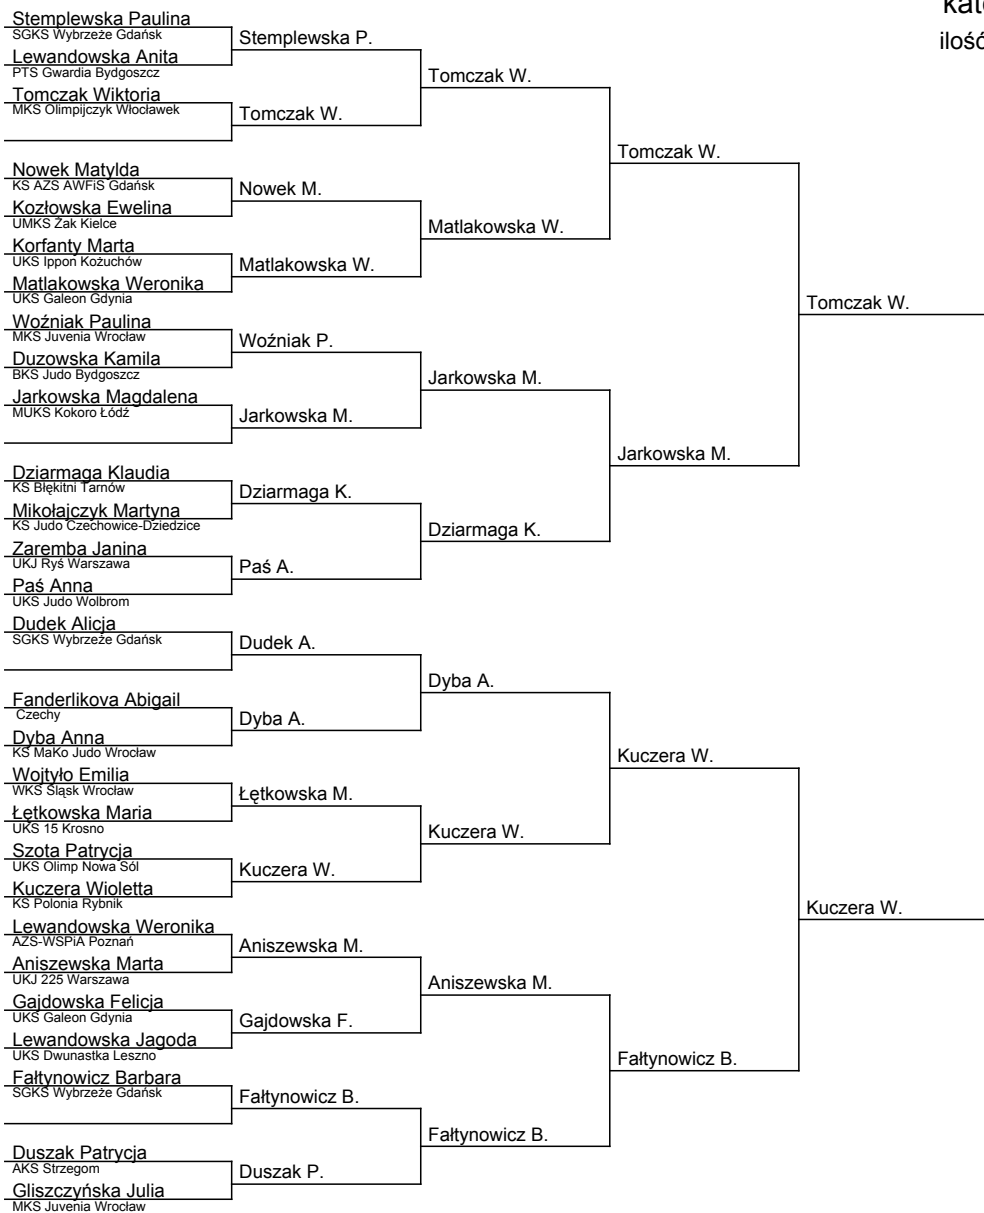 kate
ilość
Stemplewska Paulina
SGKS Wybrzeże Gdańsk
Lewandowska Anita
PTS Gwardia Bydgoszcz
Tomczak Wiktoria
MKS Olimpijczyk Włocławek
Nowek Matylda
KS AZS AWFiS Gdańsk
Kozłowska Ewelina
UMKS Żak Kielce
Korfanty Marta
UKS Ippon Kożuchów
Matlakowska Weronika
UKS Galeon Gdynia
Woźniak Paulina
MKS Juvenia Wrocław
Duzowska Kamila
BKS Judo Bydgoszcz
Jarkowska Magdalena
MUKS Kokoro Łódź
Dziarmaga Klaudia
KS Błękitni Tarnów
Mikołajczyk Martyna
KS Judo Czechowice-Dziedzice
Zaremba Janina
UKJ Ryś Warszawa
Paś Anna
UKS Judo Wolbrom
Dudek Alicja
SGKS Wybrzeże Gdańsk
Fanderlikova Abigail
Czechy
Dyba Anna
KS MaKo Judo Wrocław
Wojtyło Emilia
WKS Śląsk Wrocław
Łętkowska Maria
UKS 15 Krosno
Szota Patrycja
UKS Olimp Nowa Sól
Kuczera Wioletta
KS Polonia Rybnik
Lewandowska Weronika
AZS-WSPiA Poznań
Aniszewska Marta
UKJ 225 Warszawa
Gajdowska Felicja
UKS Galeon Gdynia
Lewandowska Jagoda
UKS Dwunastka Leszno
Fałtynowicz Barbara
SGKS Wybrzeże Gdańsk
Duszak Patrycja
AKS Strzegom
Gliszczyńska Julia
MKS Juvenia Wrocław
Stemplewska P.
Tomczak W.
Nowek M.
Matlakowska W.
Woźniak P.
Jarkowska M.
Dziarmaga K.
Paś A.
Dudek A.
Dyba A.
Łętkowska M.
Kuczera W.
Aniszewska M.
Gajdowska F.
Fałtynowicz B.
Duszak P.
Tomczak W.
Matlakowska W.
Jarkowska M.
Dziarmaga K.
Dyba A.
Kuczera W.
Aniszewska M.
Fałtynowicz B.
Tomczak W.
Jarkowska M.
Kuczera W.
Fałtynowicz B.
Tomczak W.
Kuczera W.